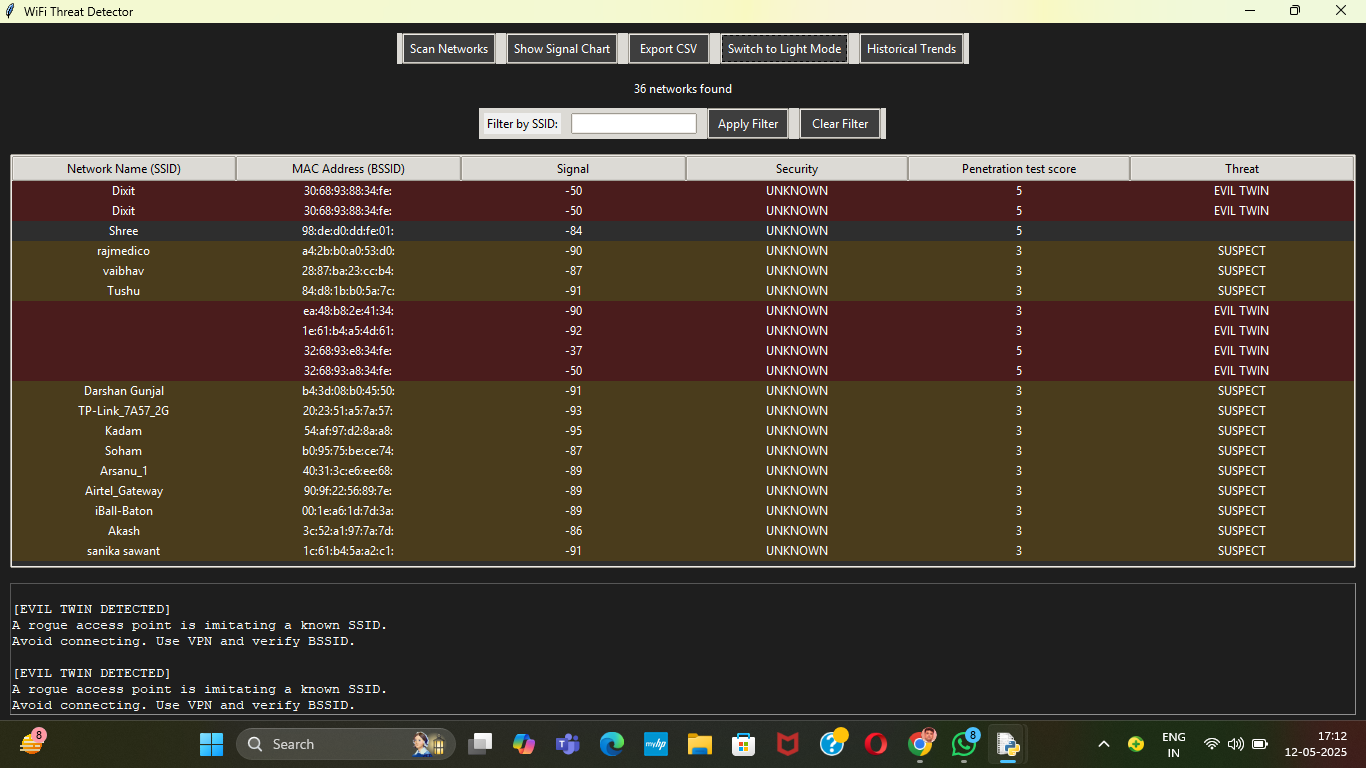 WiFi Threat Detector
Scan Networks Show Signal Chart Export CSV Switch to Light Mode Historical Trends
36 networks found
Filter by SSID: Apply Filter Clear Filter
Network Name (SSID) MAC Address (BSSID) Signal Security Penetration test score Threat
Dixit 30:68:93:88:34:fe: -50 UNKNOWN 5 EVIL TWIN
Dixit 30:68:93:88:34:fe: -50 UNKNOWN 5 EVIL TWIN
Shree 98:de:d0:dd:fe:01: -84 UNKNOWN 5
rajmedico a4:2b:b0:a0:53:d0: -90 UNKNOWN 3 SUSPECT
vaibhav 28:87:ba:23:cc:b4: -87 UNKNOWN 3 SUSPECT
Tushu 84:d8:1b:b0:5a:7c: -91 UNKNOWN 3 SUSPECT
ea:48:b8:2e:41:34: -90 UNKNOWN 3 EVIL TWIN
1e:61:b4:a5:4d:61: -92 UNKNOWN 3 EVIL TWIN
32:68:93:e8:34:fe: -37 UNKNOWN 5 EVIL TWIN
32:68:93:a8:34:fe: -50 UNKNOWN 5 EVIL TWIN
Darshan Gunjal b4:3d:08:b0:45:50: -91 UNKNOWN 3 SUSPECT
TP-Link_7A57_2G 20:23:51:a5:7a:57: -93 UNKNOWN 3 SUSPECT
Kadam 54:af:97:d2:8a:a8: -95 UNKNOWN 3 SUSPECT
Soham b0:95:75:be:ce:74: -87 UNKNOWN 3 SUSPECT
Arsanu_1 40:31:3c:e6:ee:68: -89 UNKNOWN 3 SUSPECT
Airtel_Gateway 90:9f:22:56:89:7e: -89 UNKNOWN 3 SUSPECT
iBall-Baton 00:1e:a6:1d:7d:3a: -89 UNKNOWN 3 SUSPECT
Akash 3c:52:a1:97:7a:7d: -86 UNKNOWN 3 SUSPECT
sanika sawant 1c:61:b4:5a:a2:c1: -91 UNKNOWN 3 SUSPECT
[EVIL TWIN DETECTED]
A rogue access point is imitating a known SSID.
Avoid connecting. Use VPN and verify BSSID.
[EVIL TWIN DETECTED]
A rogue access point is imitating a known SSID.
Avoid connecting. Use VPN and verify BSSID.
8 Search myhp 8 ENG 17:12
IN 12-05-2025